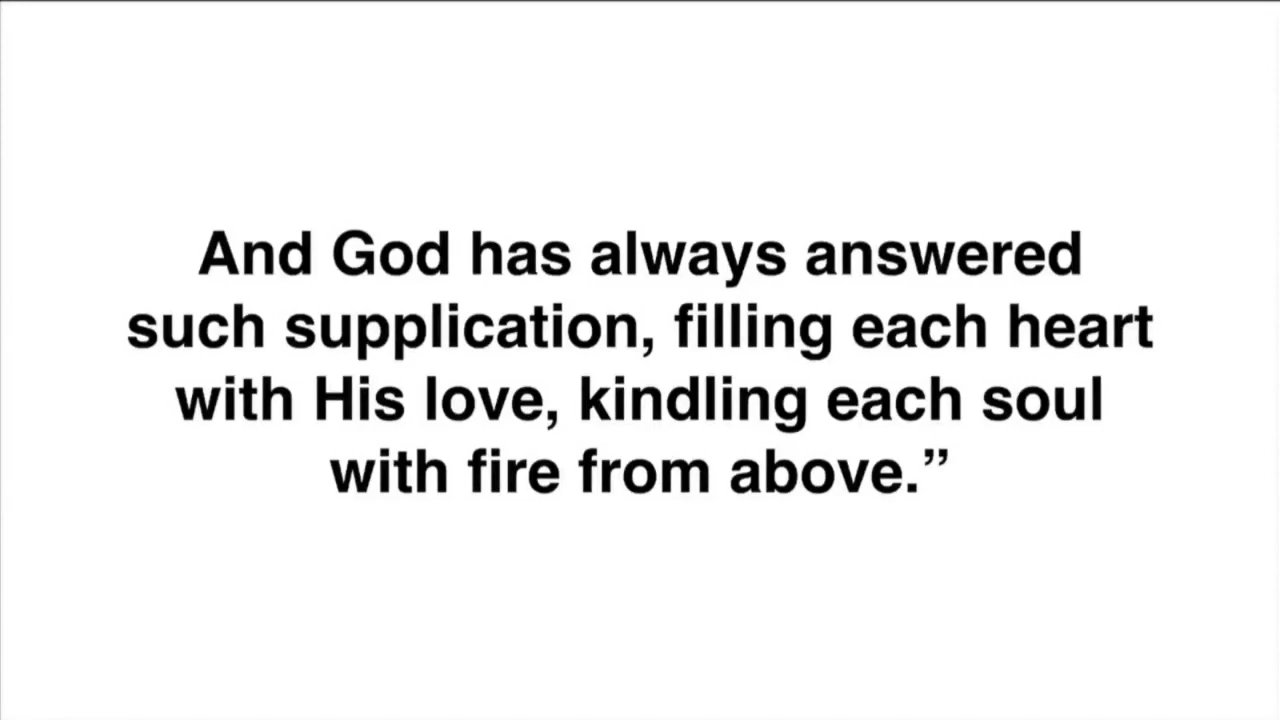 And God has always answered
such supplication, filling each heart
with His love, kindling each soul
with fire from above.”